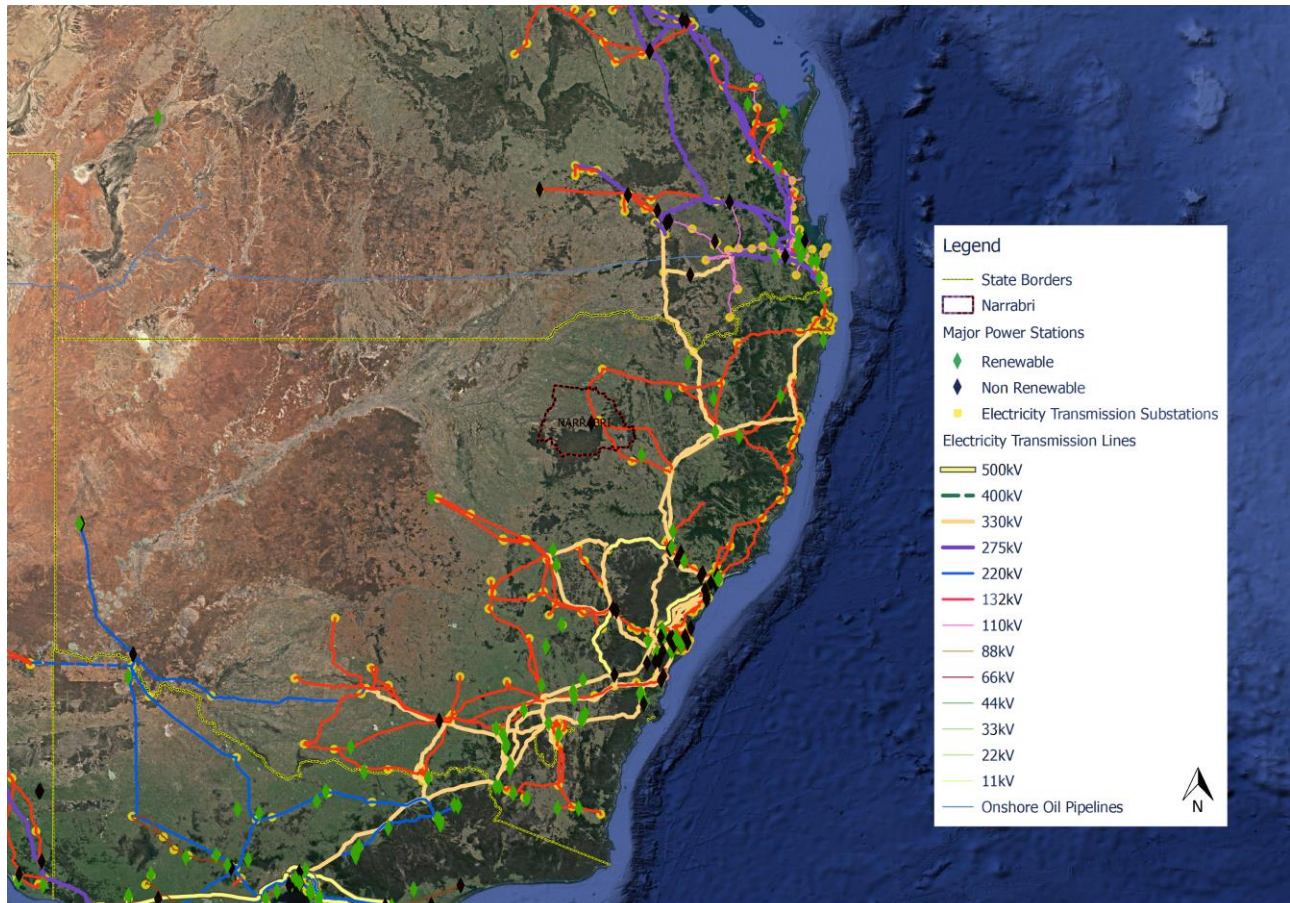 NARRABRI
Legend
State Borders
Narrabri
Major Power Stations
Renewable
Non Renewable
Electricity Transmission Substations
Electricity Transmission Lines
500kV
400kV
330kV
275kV
220kV
132kV
110kV
88kV
66kV
44kV
33kV
22kV
11kV
Onshore Oil Pipelines
N